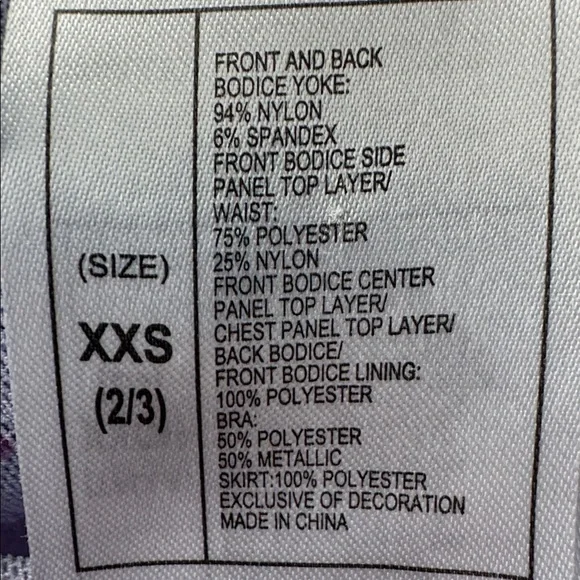 (SIZE)
XXS
(2/3)
FRONT AND BACK
BODICE YOKE:
94% NYLON
6% SPANDEX
FRONT BODICE SIDE
PANEL TOP LAYER/
WAIST:
75% POLYESTER
25% NYLON
FRONT BODICE CENTER
PANEL TOP LAYER/
CHEST PANEL TOP LAYER/
BACK BODICE/
FRONT BODICE LINING:
100% POLYESTER
BRA:
50% POLYESTER
50% METALLIC
SKIRT:100% POLYESTER
EXCLUSIVE OF DECORATION
MADE IN CHINA